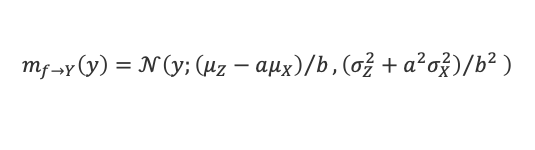 m_{f→Y}(y) = 𝒩(y; (μ_Z − aμ_X)/b , (σ_Z^2 + a^2σ_X^2)/b^2 )